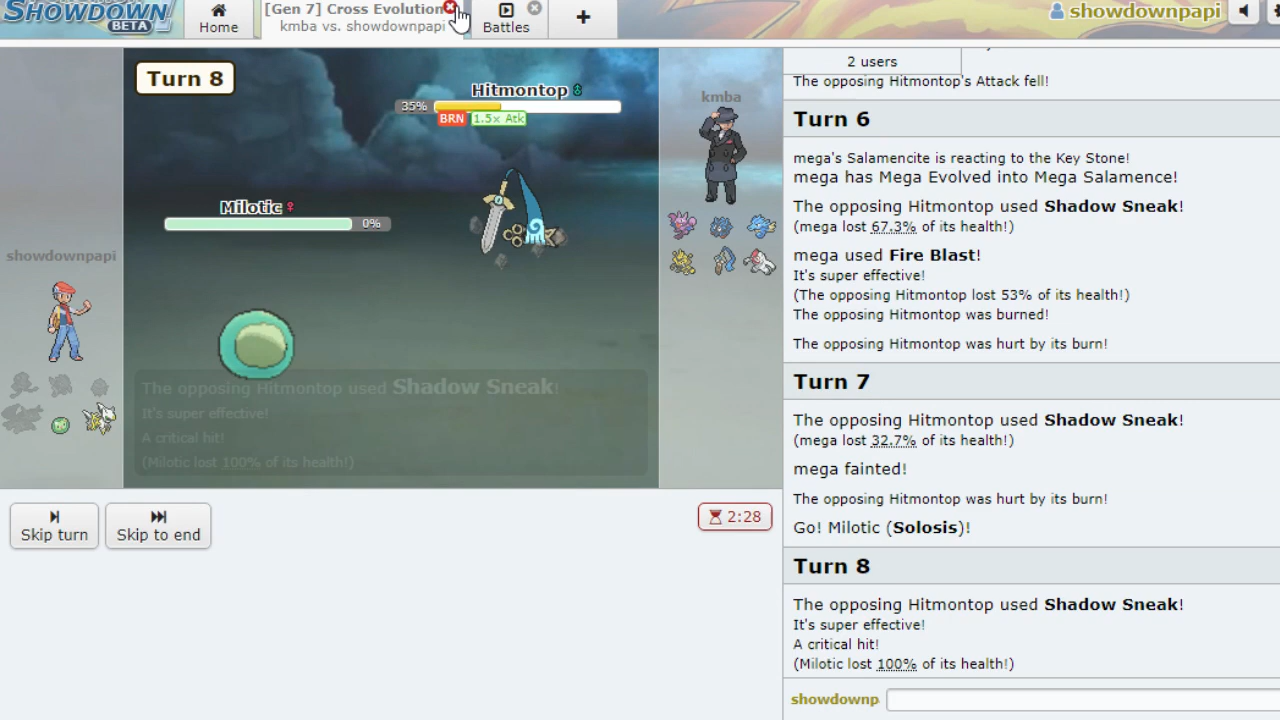 SHOWDOWN
BETA
Home
[Gen 7] Cross Evolution
kmba vs. showdownpapi
Battles
+
showdownpapi
Turn 8
Hitmontop
35%
BRN
1.5× Atk
kmba
Milotic
0%
showdownpapi
The opposing Hitmontop used Shadow Sneak!
It's super effective!
A critical hit!
(Milotic lost 100% of its health!)
Skip turn
Skip to end
2:28
2 users
The opposing Hitmontop's Attack fell!
Turn 6
mega's Salamencite is reacting to the Key Stone!
mega has Mega Evolved into Mega Salamence!
The opposing Hitmontop used Shadow Sneak!
(mega lost 67.3% of its health!)
mega used Fire Blast!
It's super effective!
(The opposing Hitmontop lost 53% of its health!)
The opposing Hitmontop was burned!
The opposing Hitmontop was hurt by its burn!
Turn 7
The opposing Hitmontop used Shadow Sneak!
(mega lost 32.7% of its health!)
mega fainted!
The opposing Hitmontop was hurt by its burn!
Go! Milotic (Solosis)!
Turn 8
The opposing Hitmontop used Shadow Sneak!
It's super effective!
A critical hit!
(Milotic lost 100% of its health!)
showdownp